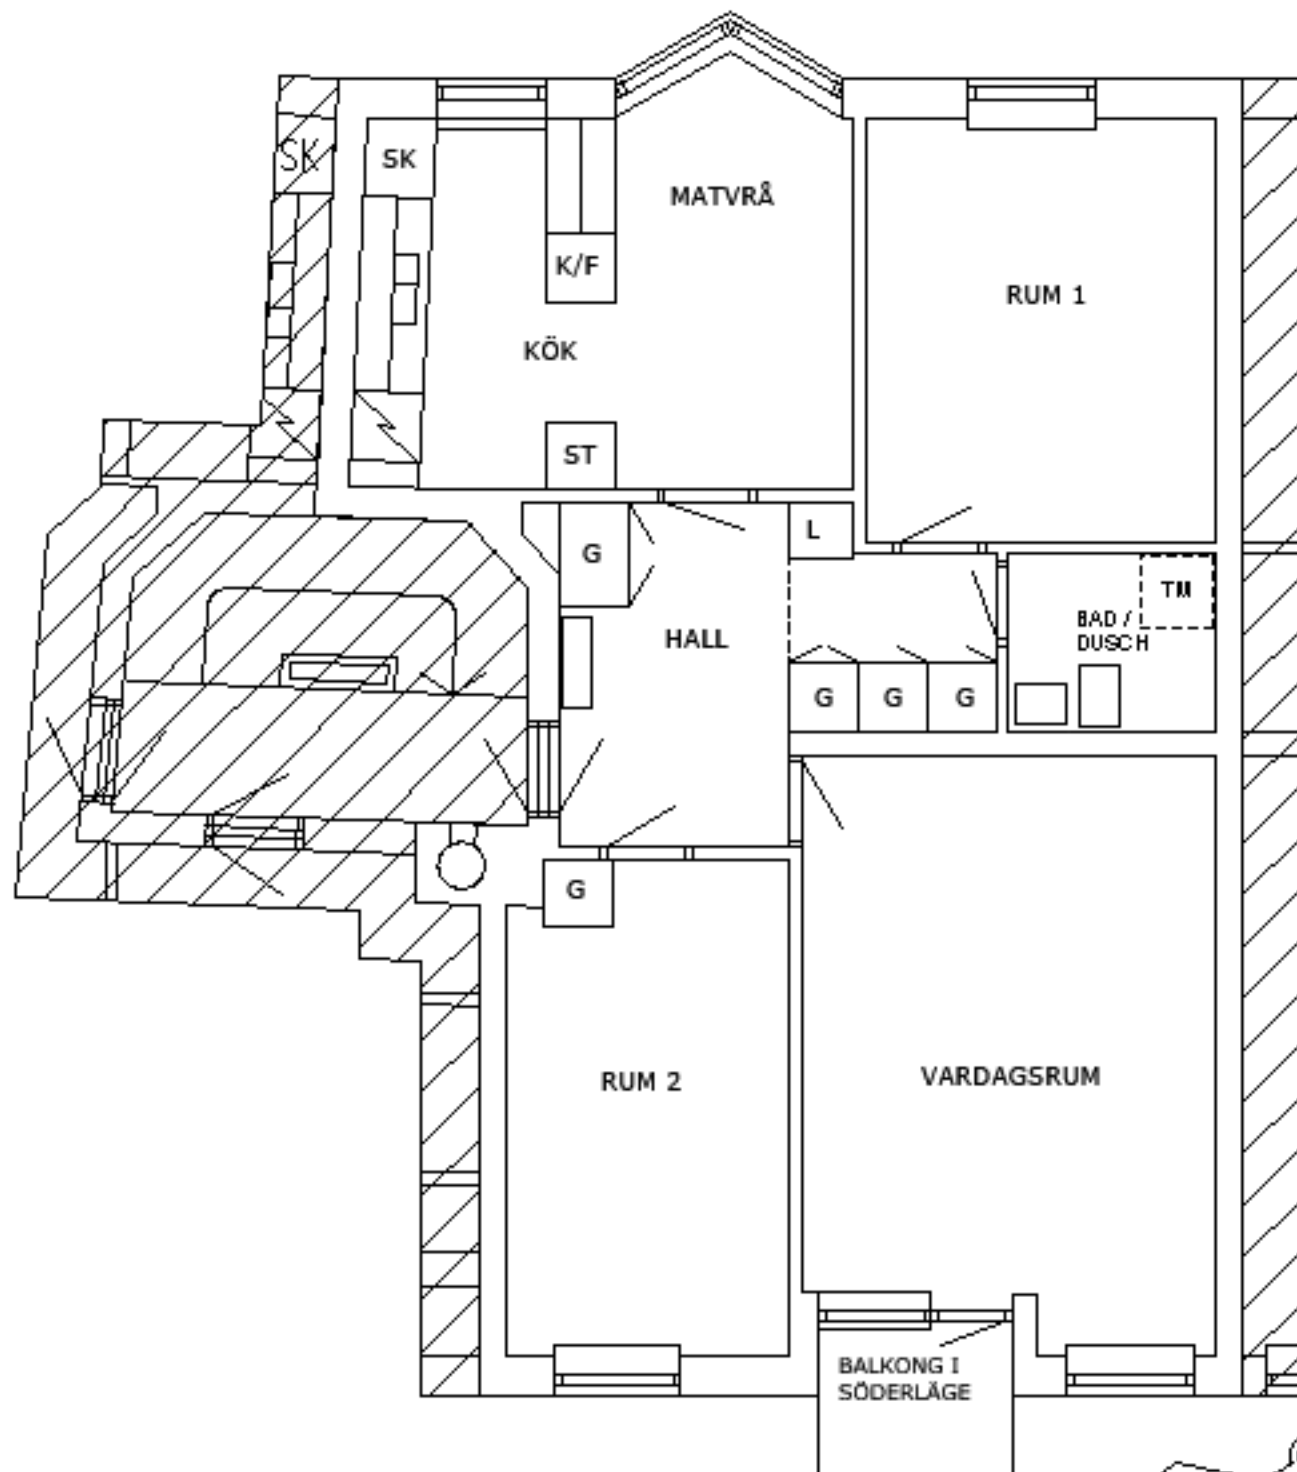 SK
SK
MATVRÅ
K/F
RUM 1
KÖK
ST
L
G
TM
BAD /
DUSCH
HALL
G
G
G
G
RUM 2
VARDAGSRUM
BALKONG I
SÖDERLÄGE